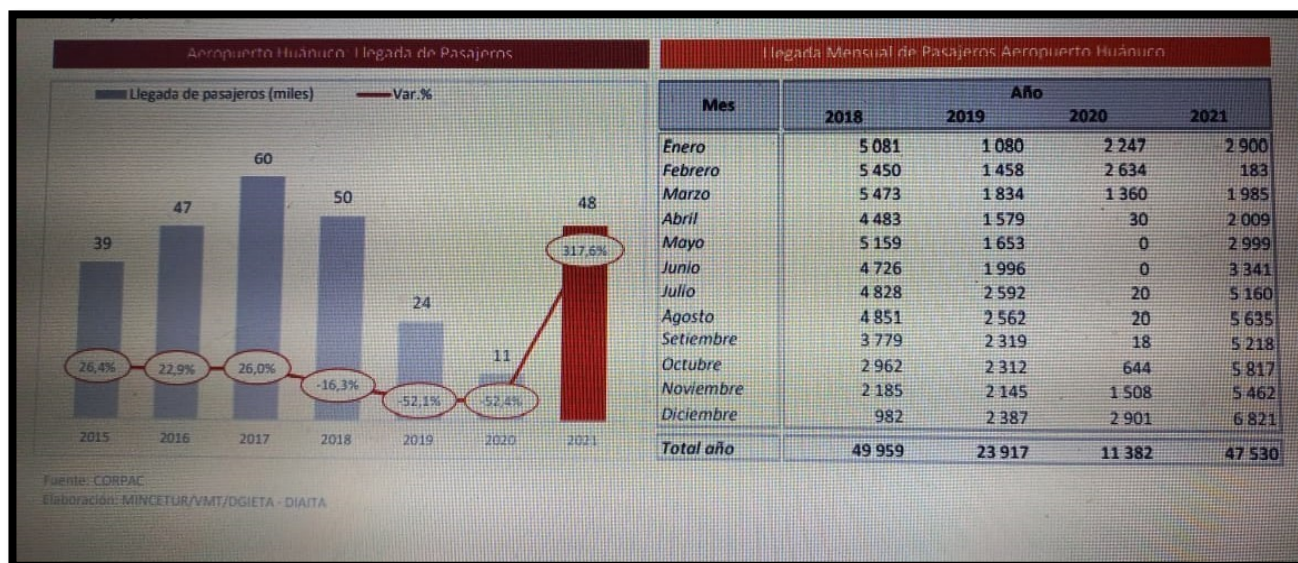 Aeropuerto Huánuco: Llegada de Pasajeros
Llegada de pasajeros (miles) Var.%
60
50
48
47
39
317,6%
24
11
26,4% 22,9% 26,0% -16,3% -52,1% -52,4%
2015 2016 2017 2018 2019 2020 2021
Fuente: CORPAC
Elaboración: MINCETUR/VMT/DGIETA - DIAITA
Llegada Mensual de Pasajeros Aeropuerto Huánuco
Mes Año
2018 2019 2020 2021
Enero 5 081 1 080 2 247 2 900
Febrero 5 450 1 458 2 634 183
Marzo 5 473 1 834 1 360 1 985
Abril 4 483 1 579 30 2 009
Mayo 5 159 1 653 0 2 999
Junio 4 726 1 996 0 3 341
Julio 4 828 2 592 20 5 160
Agosto 4 851 2 562 20 5 635
Setiembre 3 779 2 319 18 5 218
Octubre 2 962 2 312 644 5 817
Noviembre 2 185 2 145 1 508 5 462
Diciembre 982 2 387 2 901 6 821
Total año 49 959 23 917 11 382 47 530